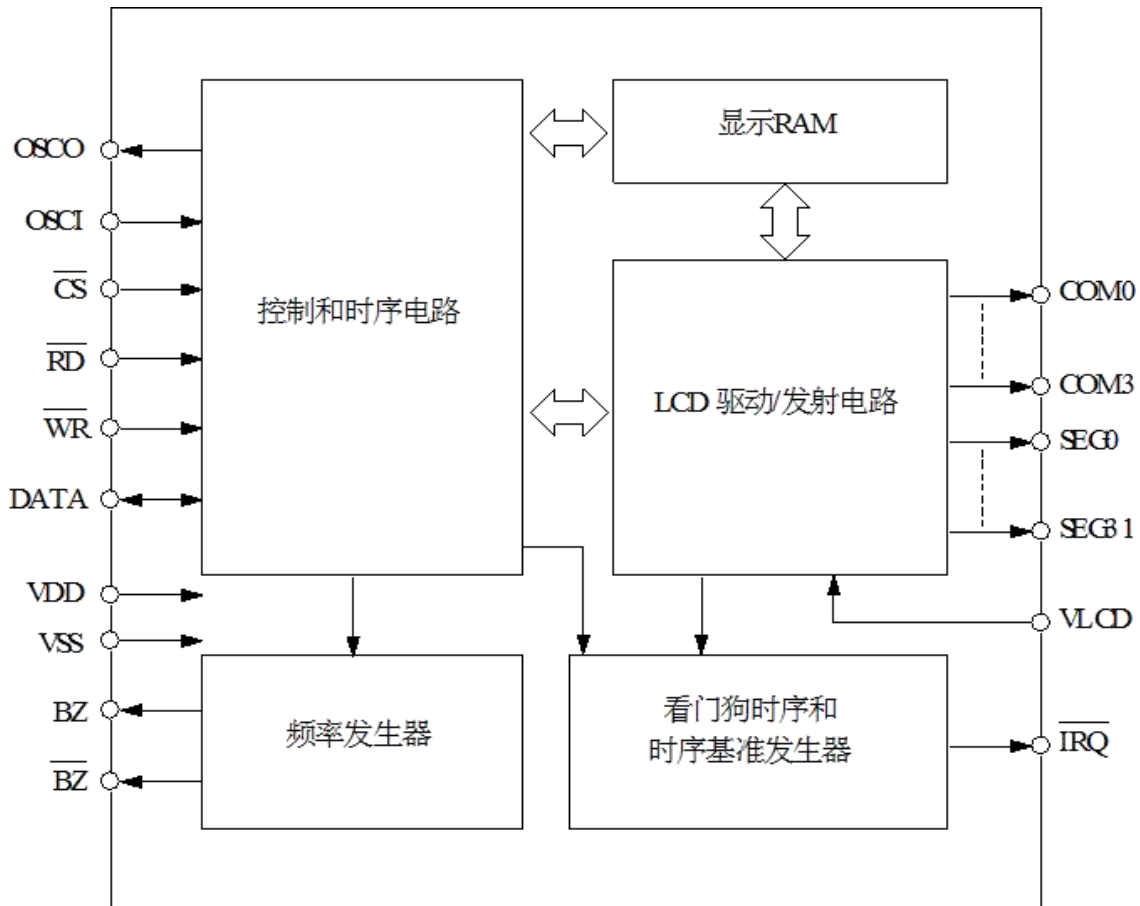 显示RAM
OSCO
OSCI
CS
控制和时序电路
COM0
RD
COM3
LCD 驱动/发射电路
WR
SEG0
DATA
SEG31
VDD
VLCD
VSS
BZ
频率发生器
看门狗时序和
时序基准发生器
IRQ
BZ